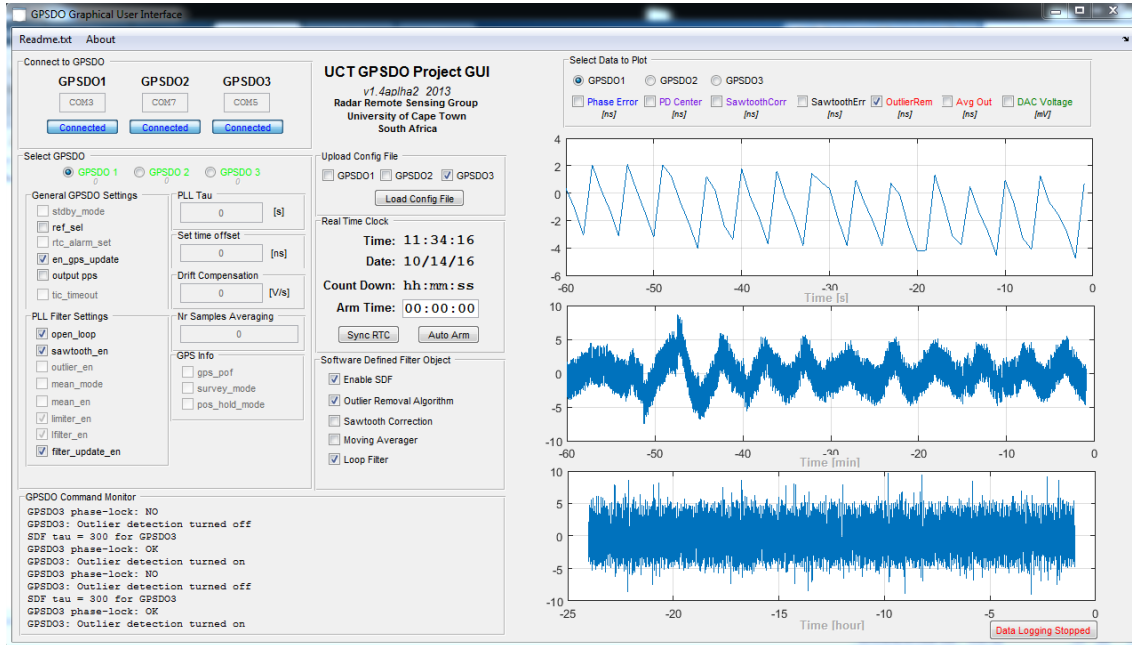 GPSDO Graphical User Interface
Readme.txt About
Connect to GPSDO
GPSDO1 GPSDO2 GPSDO3
COM3 COM7 COM5
Connected Connected Connected
UCT GPSDO Project GUI
v1.4aplha2 2013
Radar Remote Sensing Group
University of Cape Town
South Africa
Select GPSDO
GPSDO 1 GPSDO 2 GPSDO 3
0 0 0
General GPSDO Settings
stdby_mode
ref_sel
rtc_alarm_set
en_gps_update
output pps
tic_timeout
PLL Tau
0 [s]
Set time offset
0 [ns]
Drift Compensation
0 [V/s]
PLL Filter Settings
open_loop
sawtooth_en
outlier_en
mean_mode
mean_en
limiter_en
lfilter_en
filter_update_en
Nr Samples Averaging
0
GPS Info
gps_pof
survey_mode
pos_hold_mode
Upload Config File
GPSDO1 GPSDO2 GPSDO3
Load Config File
Real Time Clock
Time: 11:34:16
Date: 10/14/16
Count Down: hh:mm:ss
Arm Time: 00:00:00
Sync RTC Auto Arm
Software Defined Filter Object
Enable SDF
Outlier Removal Algorithm
Sawtooth Correction
Moving Averager
Loop Filter
GPSDO Command Monitor
GPSDO3 phase-lock: NO
GPSDO3: Outlier detection turned off
SDF tau = 300 for GPSDO3
GPSDO3 phase-lock: OK
GPSDO3: Outlier detection turned on
GPSDO3 phase-lock: NO
GPSDO3: Outlier detection turned off
SDF tau = 300 for GPSDO3
GPSDO3 phase-lock: OK
GPSDO3: Outlier detection turned on
Select Data to Plot
GPSDO1 GPSDO2 GPSDO3
Phase Error PD Center SawtoothCorr SawtoothErr OutlierRem Avg Out DAC Voltage
[ns] [ns] [ns] [ns] [ns] [ns] [mV]
4
2
0
-2
-4
-6
-60 -50 -40 -30 -20 -10 0
Time [s]
10
5
0
-5
-10
-60 -50 -40 -30 -20 -10 0
Time [min]
10
5
0
-5
-10
-25 -20 -15 -10 -5 0
Time [hour]
Data Logging Stopped